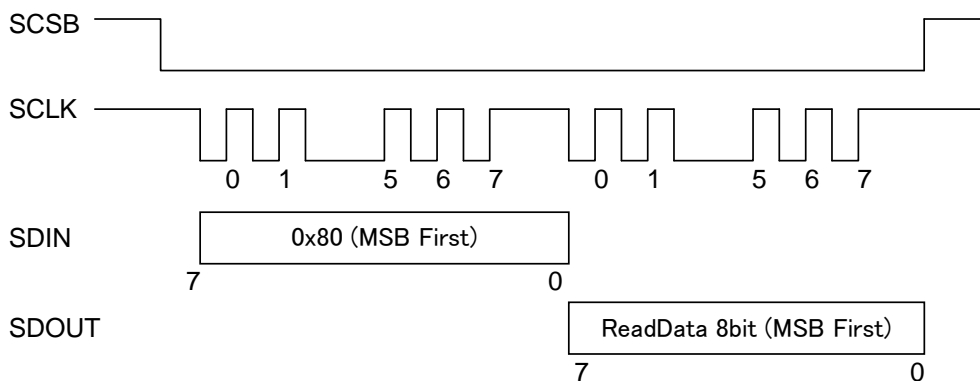 SCSB
SCLK
0 1 5 6 7 0 1 5 6 7
SDIN 0x80 (MSB First)
7 0
SDOUT ReadData 8bit (MSB First)
7 0